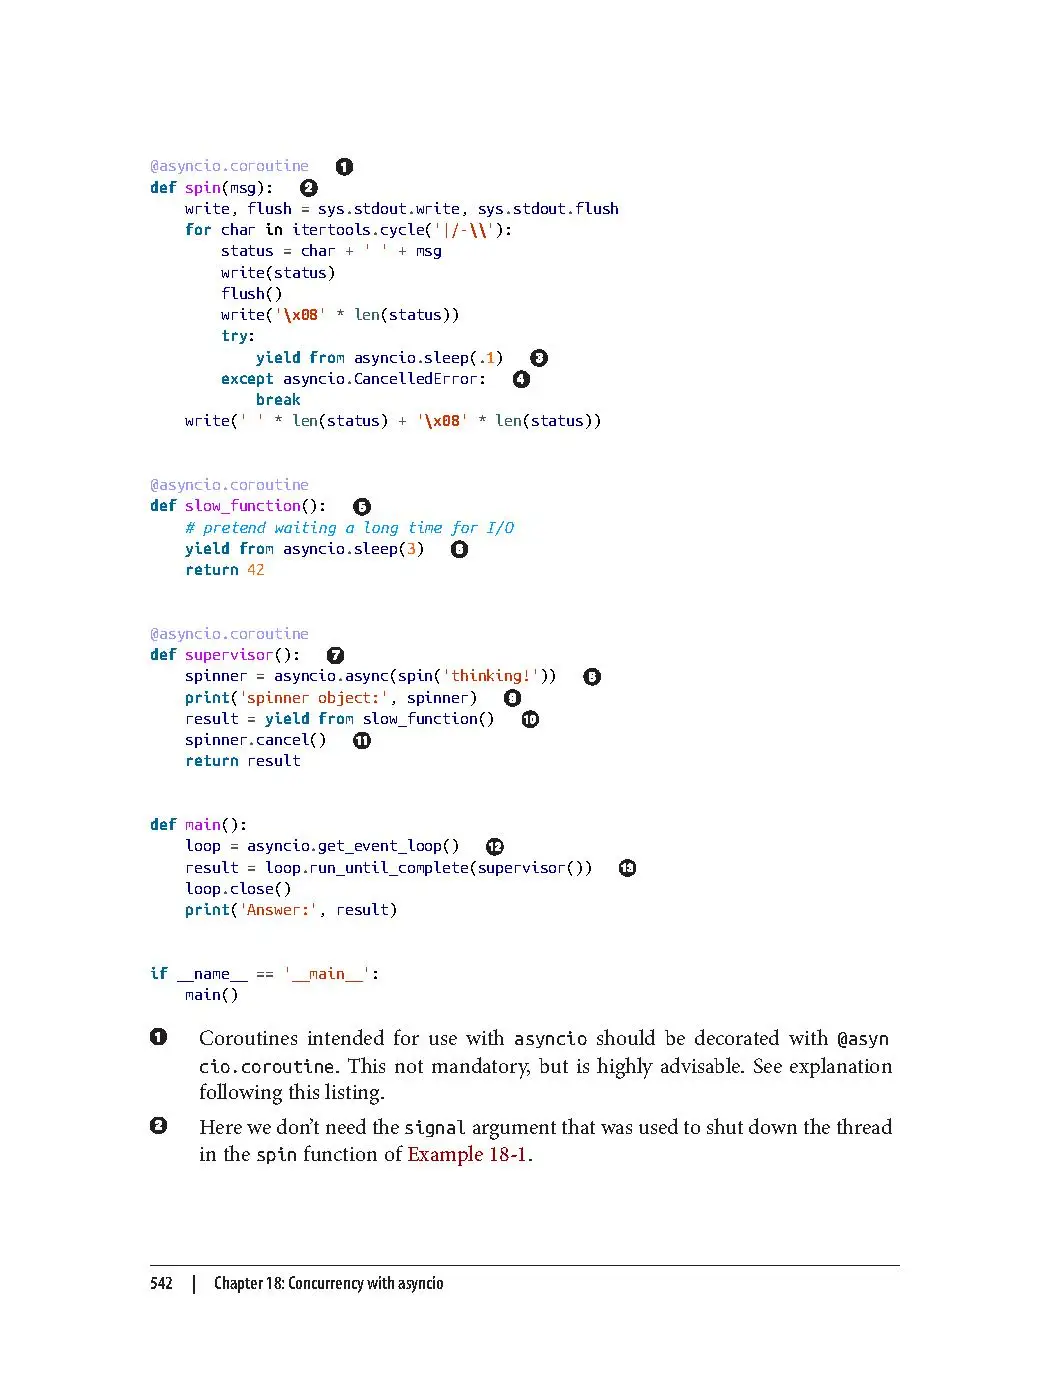 @asyncio.coroutine ❶
def spin(msg): ❷
    write, flush = sys.stdout.write, sys.stdout.flush
    for char in itertools.cycle('|/-\\'):
        status = char + ' ' + msg
        write(status)
        flush()
        write('\x08' * len(status))
        try:
            yield from asyncio.sleep(.1) ❸
        except asyncio.CancelledError: ❹
            break
    write(' ' * len(status) + '\x08' * len(status))
@asyncio.coroutine
def slow_function(): ❺
    # pretend waiting a long time for I/O
    yield from asyncio.sleep(3) ❻
    return 42
@asyncio.coroutine
def supervisor(): ❼
    spinner = asyncio.async(spin('thinking!')) ❽
    print('spinner object:', spinner) ❾
    result = yield from slow_function() ❿
    spinner.cancel() ⓫
    return result
def main():
    loop = asyncio.get_event_loop() ⓬
    result = loop.run_until_complete(supervisor()) ⓭
    loop.close()
    print('Answer:', result)
if __name__ == '__main__':
    main()
❶ Coroutines intended for use with asyncio should be decorated with @asyn
cio.coroutine. This not mandatory, but is highly advisable. See explanation
following this listing.
❷ Here we don’t need the signal argument that was used to shut down the thread
in the spin function of Example 18-1.
542 | Chapter 18: Concurrency with asyncio